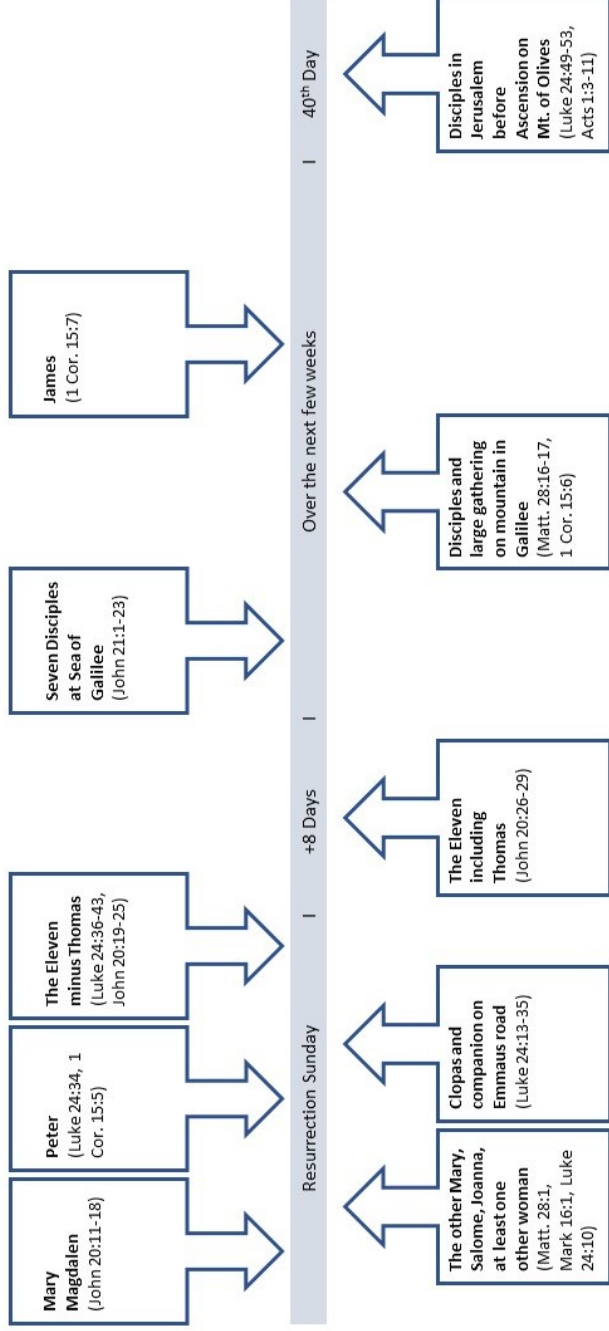 Mary
Magdalen
(John 20:11-18)
Peter
(Luke 24:34, 1
Cor. 15:5)
The Eleven
minus Thomas
(Luke 24:36-43,
John 20:19-25)
Seven Disciples
at Sea of
Galilee
(John 21:1-23)
James
(1 Cor. 15:7)
Resurrection Sunday | +8 Days | Over the next few weeks | 40th Day
The other Mary,
Salome, Joanna,
at least one
other woman
(Matt. 28:1,
Mark 16:1, Luke
24:10)
Clopas and
companion on
Emmaus road
(Luke 24:13-35)
The Eleven
including
Thomas
(John 20:26-29)
Disciples and
large gathering
on mountain in
Galilee
(Matt. 28:16-17,
1 Cor. 15:6)
Disciples in
Jerusalem
before
Ascension on
Mt. of Olives
(Luke 24:49-53,
Acts 1:3-11)